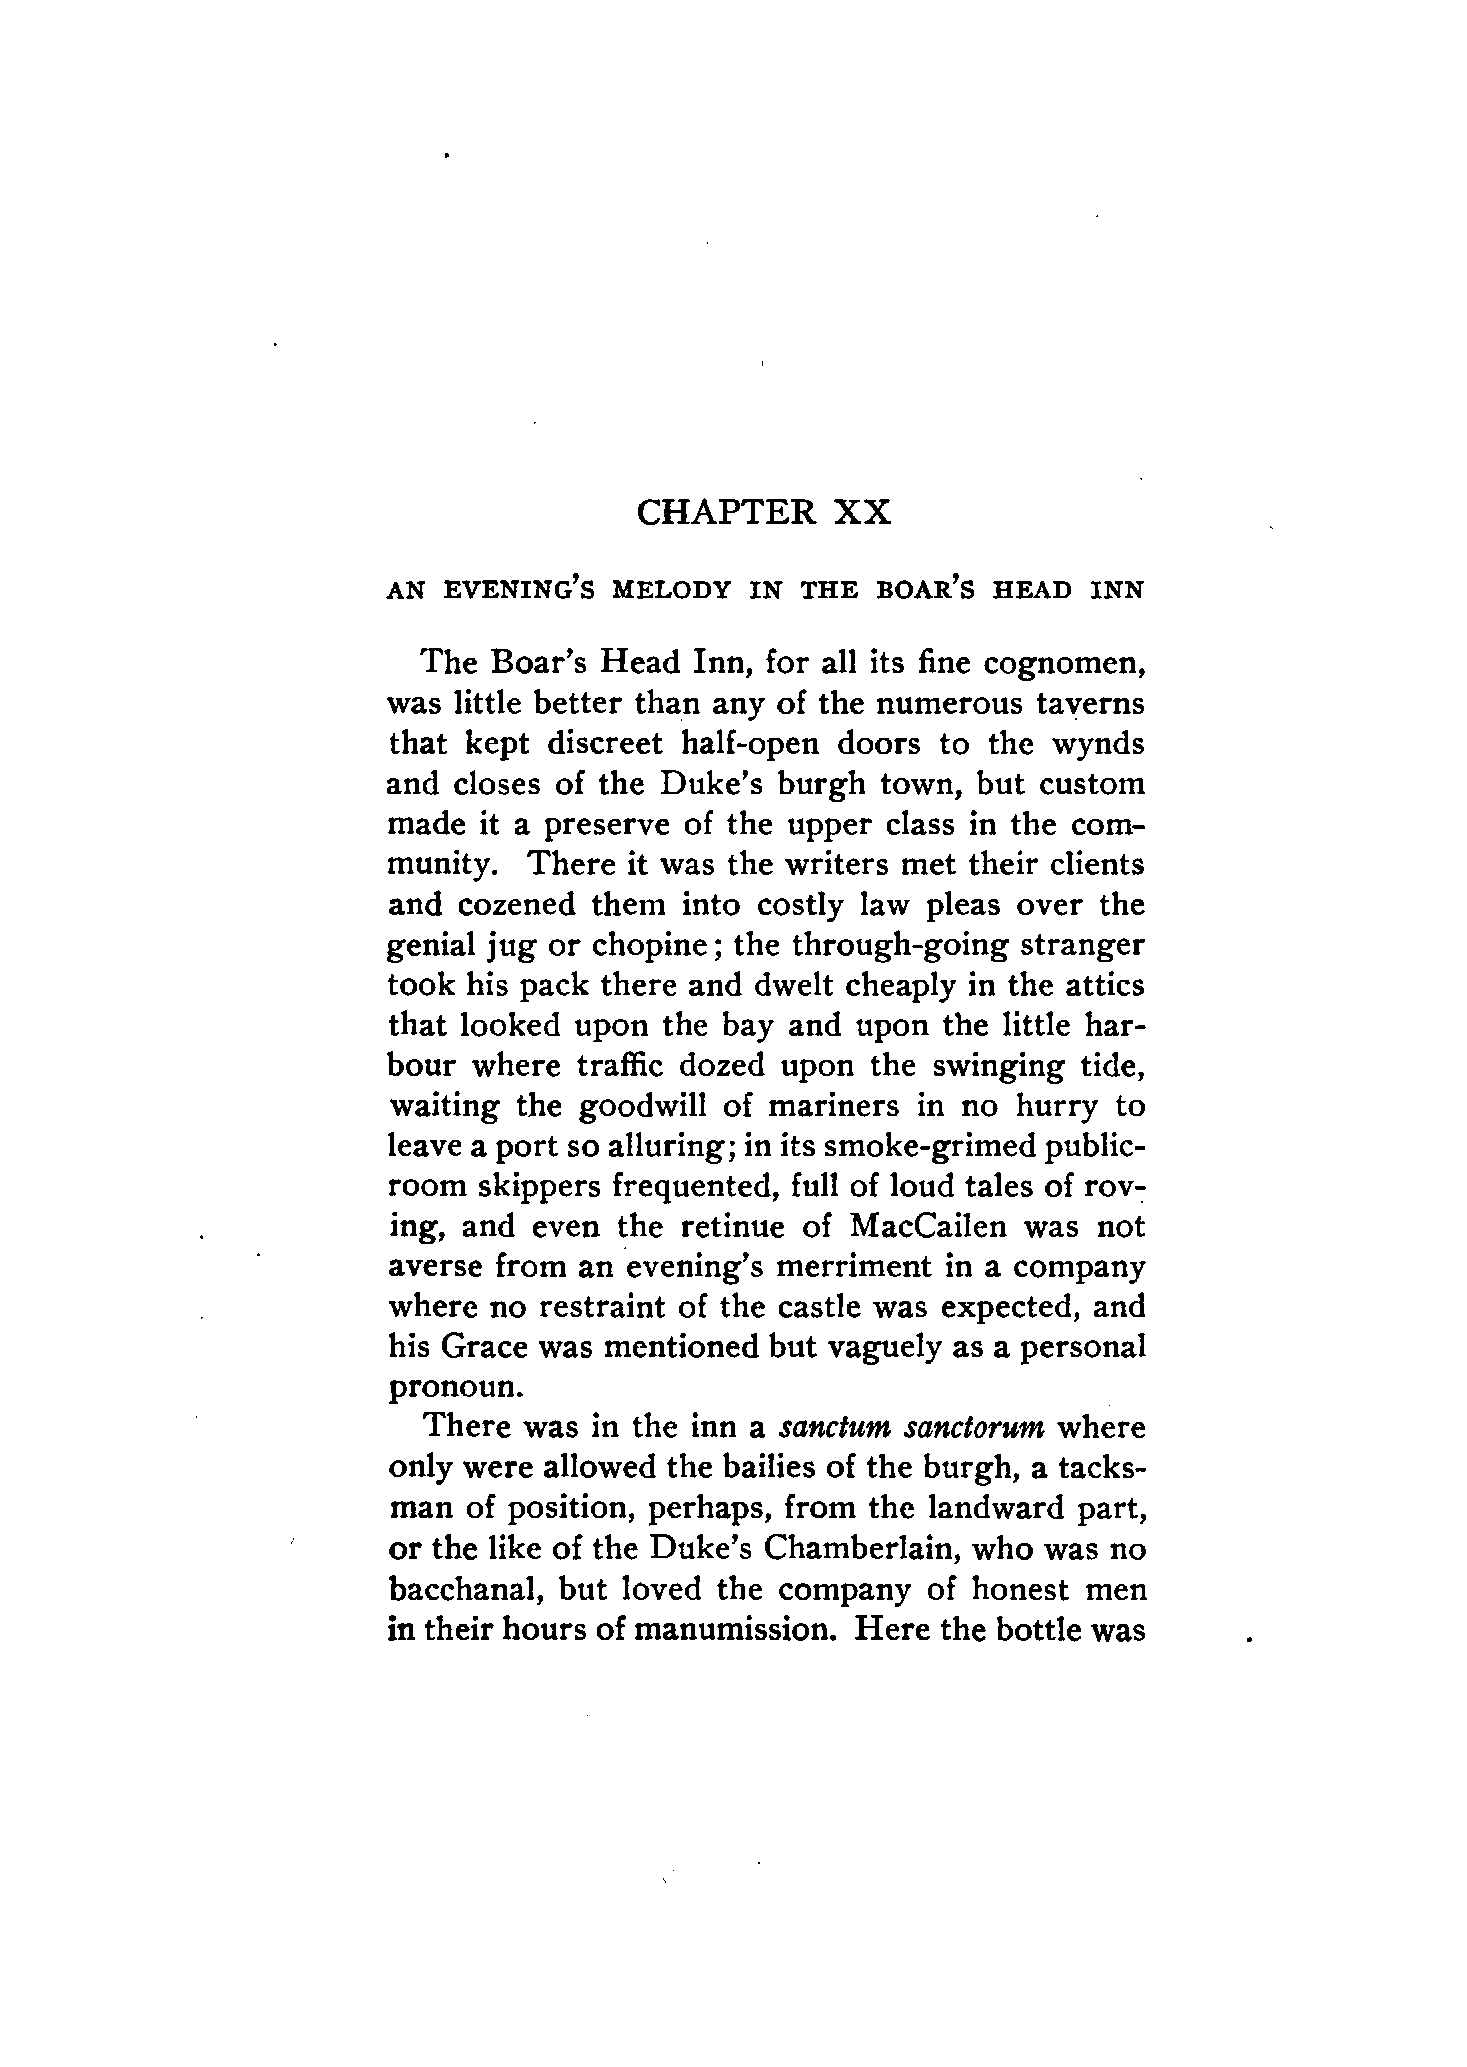 CHAPTER XX
AN EVENING'S MELODY IN THE BOAR'S HEAD INN
The Boar's Head Inn, for all its fine cognomen,
was little better than any of the numerous taverns
that kept discreet half-open doors to the wynds
and closes of the Duke's burgh town, but custom
made it a preserve of the upper class in the com-
munity. There it was the writers met their clients
and cozened them into costly law pleas over the
genial jug or chopine; the through-going stranger
took his pack there and dwelt cheaply in the attics
that looked upon the bay and upon the little har-
bour where traffic dozed upon the swinging tide,
waiting the goodwill of mariners in no hurry to
leave a port so alluring; in its smoke-grimed public-
room skippers frequented, full of loud tales of rov-
ing, and even the retinue of MacCailen was not
averse from an evening's merriment in a company
where no restraint of the castle was expected, and
his Grace was mentioned but vaguely as a personal
pronoun.
There was in the inn a sanctum sanctorum where
only were allowed the bailies of the burgh, a tacks-
man of position, perhaps, from the landward part,
or the like of the Duke's Chamberlain, who was no
bacchanal, but loved the company of honest men
in their hours of manumission. Here the bottle was